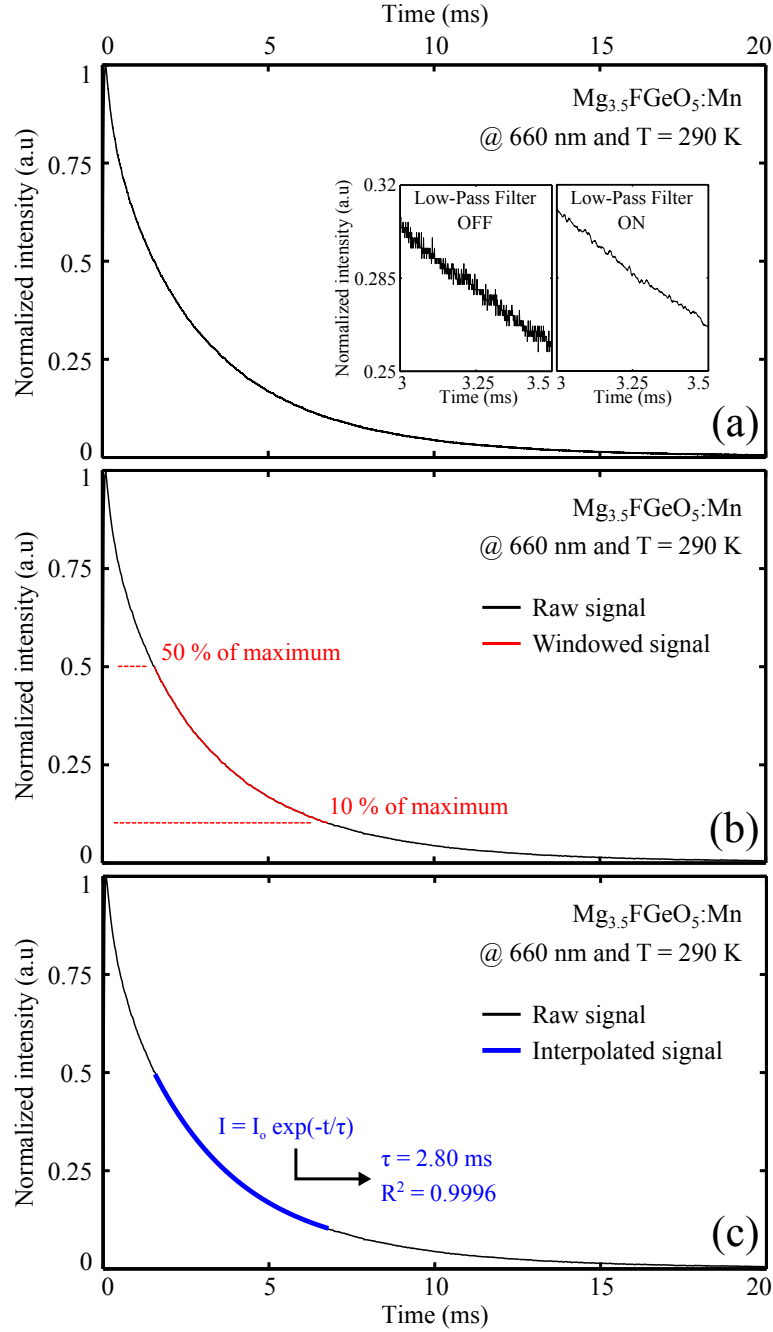 Time (ms)
0 5 10 15 20
1
0.75
0.5
0.25
0
Normalized intensity (a.u)
Mg3.5FGeO5:Mn
@ 660 nm and T = 290 K
0.32
0.285
0.25
Normalized intensity (a.u)
Low-Pass Filter
OFF
3 3.25 3.5
Time (ms)
Low-Pass Filter
ON
3 3.25 3.5
Time (ms)
(a)
1
0.75
0.5
0.25
0
Normalized intensity (a.u)
Mg3.5FGeO5:Mn
@ 660 nm and T = 290 K
Raw signal
Windowed signal
50 % of maximum
10 % of maximum
(b)
1
0.75
0.5
0.25
0
Normalized intensity (a.u)
Mg3.5FGeO5:Mn
@ 660 nm and T = 290 K
Raw signal
Interpolated signal
I = Io exp(-t/τ)
τ = 2.80 ms
R2 = 0.9996
(c)
0 5 10 15 20
Time (ms)